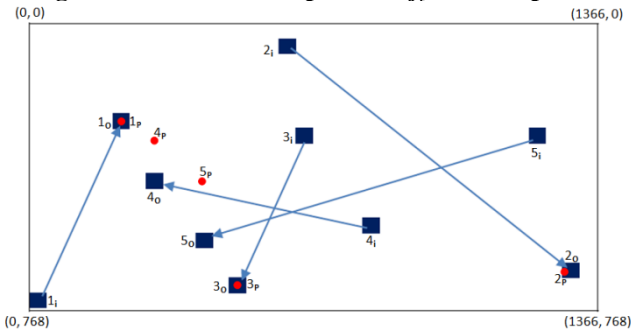 (0, 0) (1366, 0)
2ᵢ
1ₒ 1ₚ
4ₚ
3ᵢ
5ᵢ
5ₚ
4ₒ
5ₒ
4ᵢ
2ₒ
2ₚ
3ₒ 3ₚ
1ᵢ
(0, 768) (1366, 768)